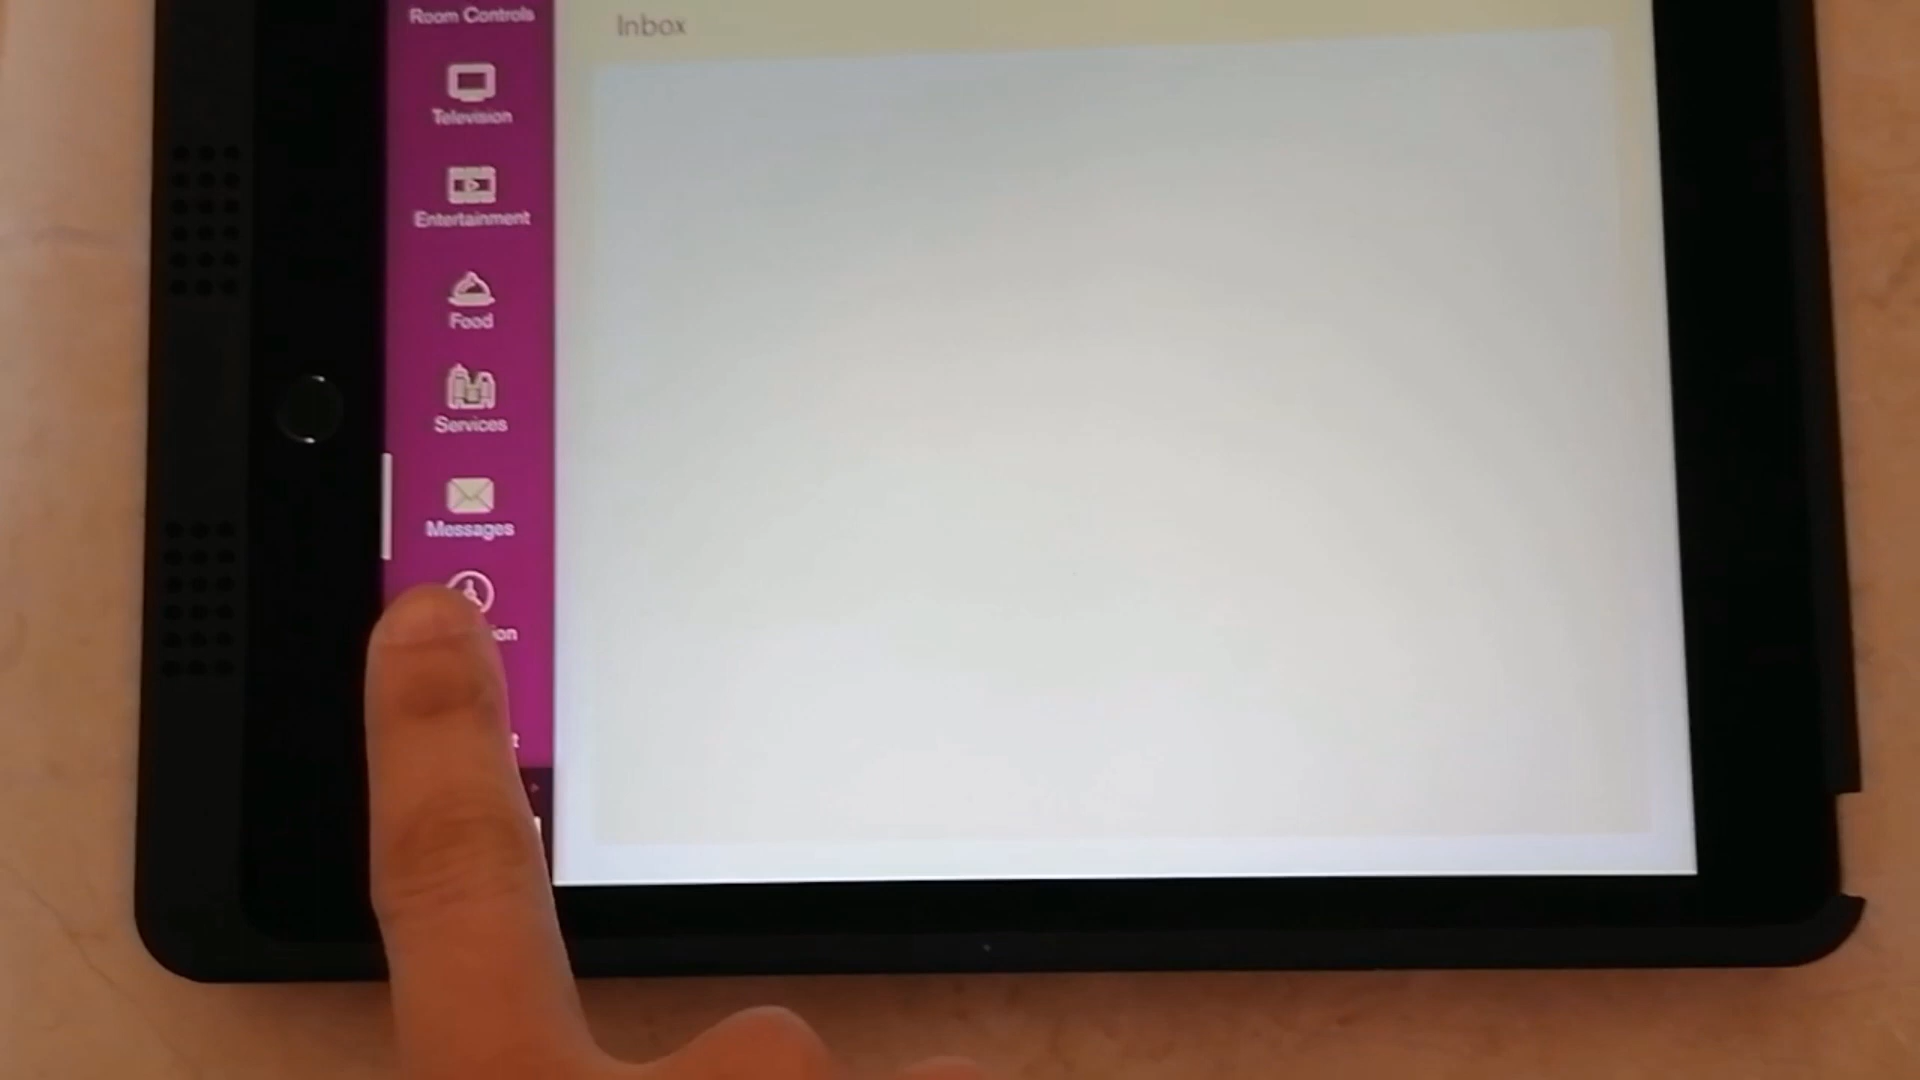 Room Controls
Inbox
Television
Entertainment
Food
Services
Messages